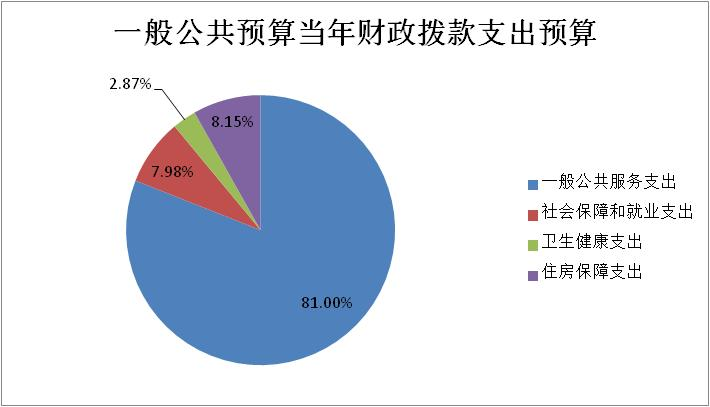 一般公共预算当年财政拨款支出预算
2.87%
8.15%
7.98%
81.00%
一般公共服务支出
社会保障和就业支出
卫生健康支出
住房保障支出